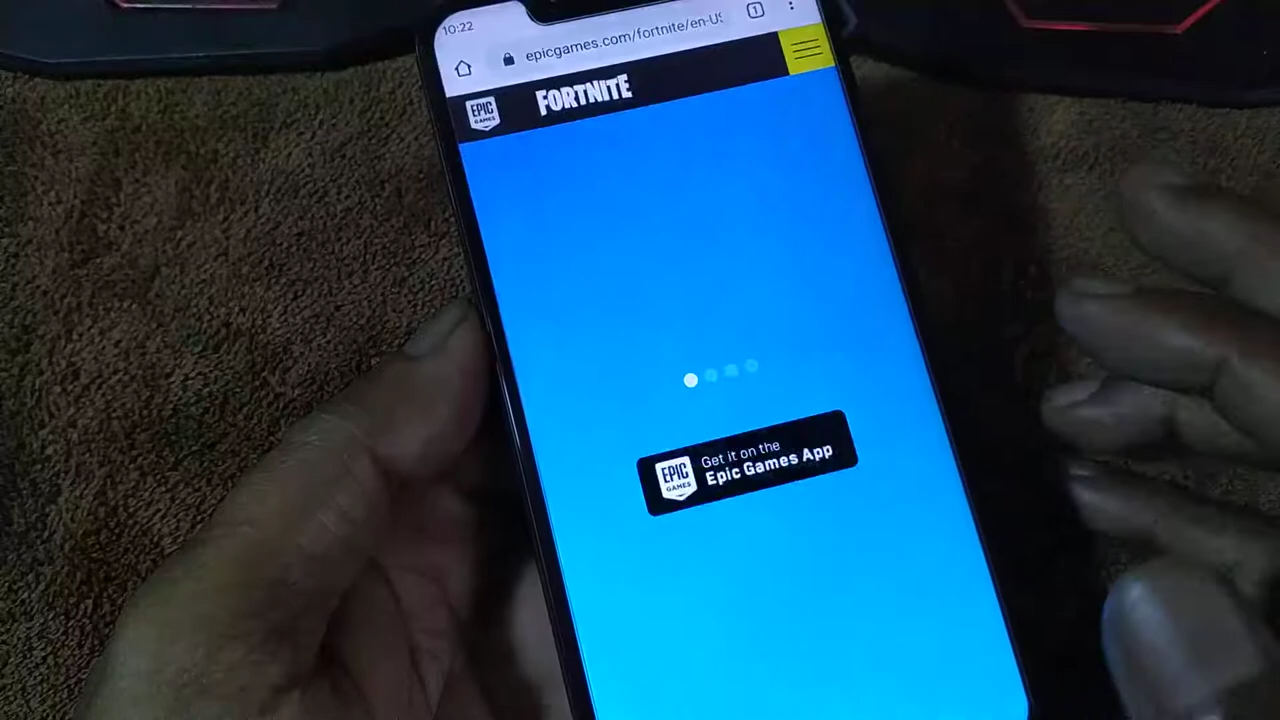 10:22
epicgames.com/fortnite/en-US
1
EPIC
GAMES
FORTNITE
EPIC
GAMES
Get it on the
Epic Games App